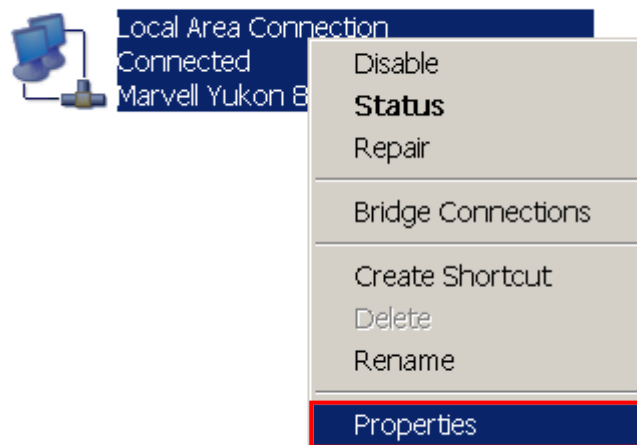 Local Area Connection
Connected
Marvell Yukon 8
Disable
Status
Repair
Bridge Connections
Create Shortcut
Delete
Rename
Properties